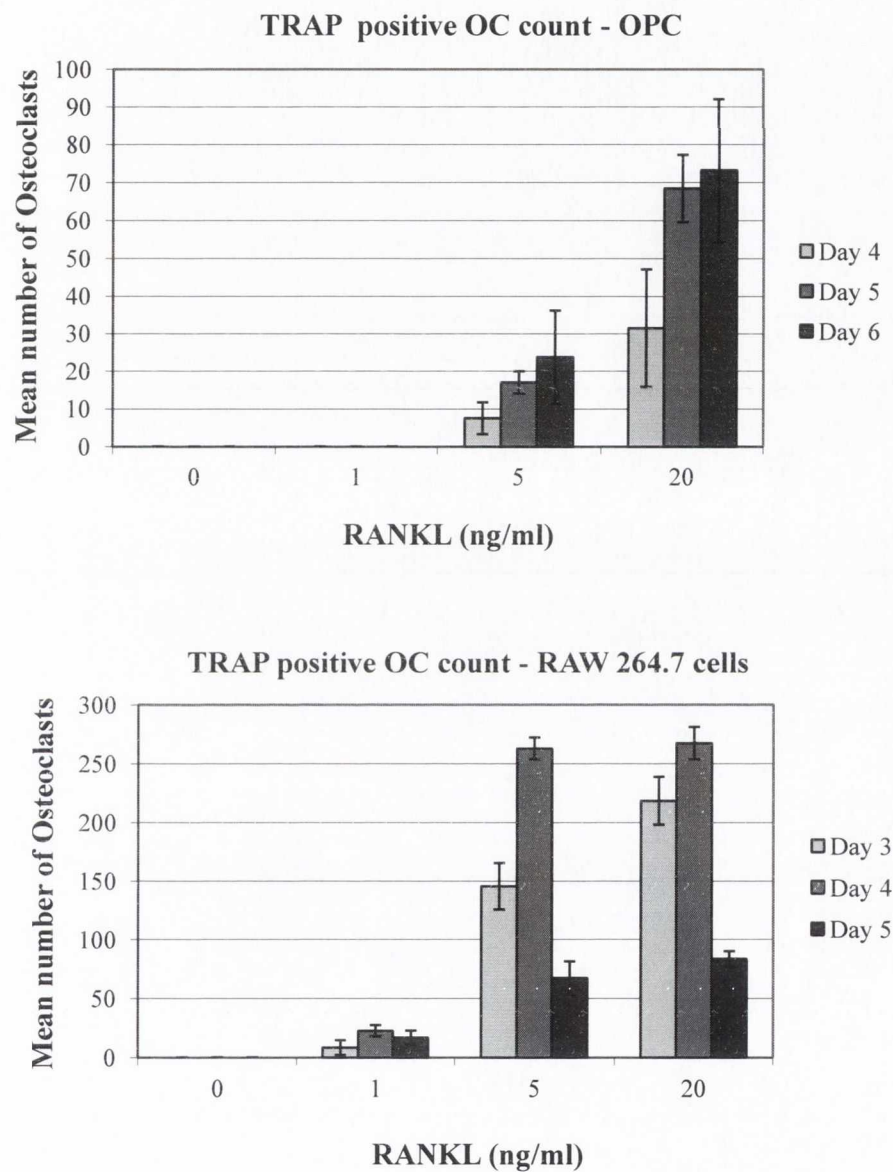 TRAP positive OC count - OPC
Mean number of Osteoclasts
100
90
80
70
60
50
40
30
20
10
0
0 1 5 20
RANKL (ng/ml)
Day 4
Day 5
Day 6
TRAP positive OC count - RAW 264.7 cells
Mean number of Osteoclasts
300
250
200
150
100
50
0
0 1 5 20
RANKL (ng/ml)
Day 3
Day 4
Day 5